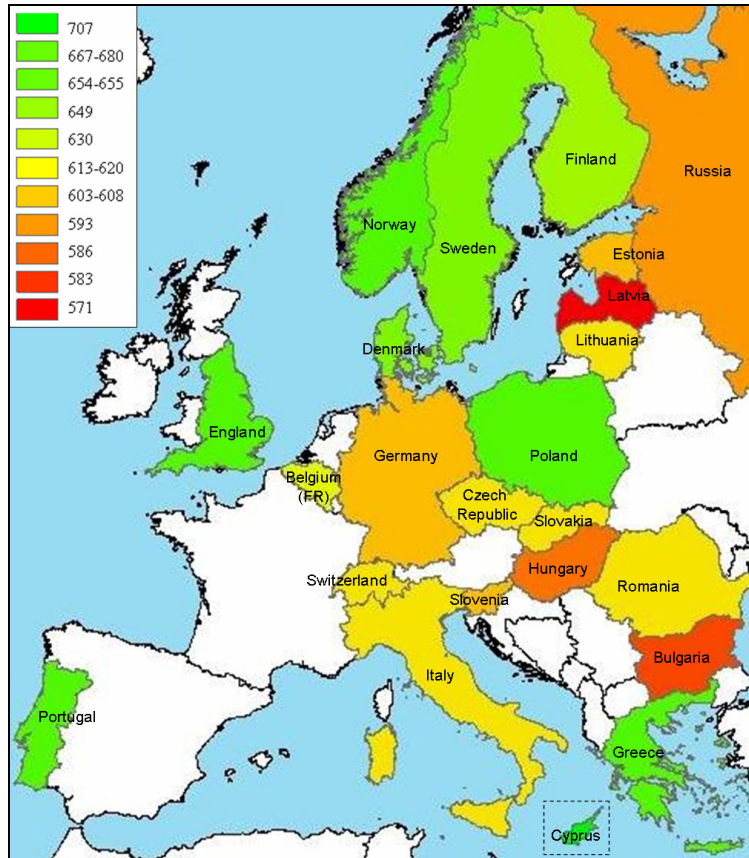 707
667-680
654-655
649
630
613-620
603-608
593
586
583
571
Finland
Russia
Norway
Sweden
Estonia
Latvia
Lithuania
Denmark
England
Germany
Poland
Belgium
(FR)
Czech
Republic
Slovakia
Switzerland
Hungary
Romania
Slovenia
Bulgaria
Italy
Portugal
Greece
Cyprus